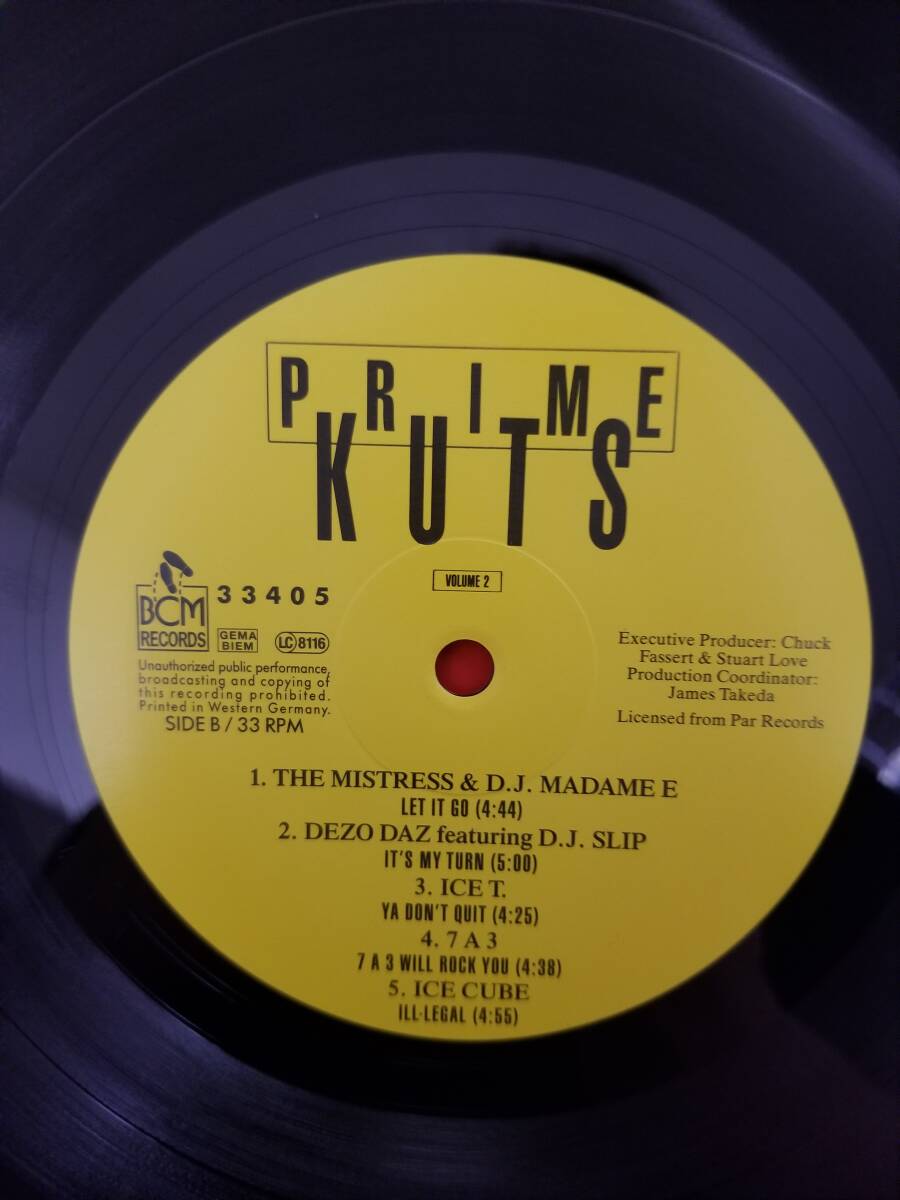 PRIME
KUTS
VOLUME 2
BCM
RECORDS
33405
GEMA
BIEM
LC 8116
Unauthorized public performance,
broadcasting and copying of
this recording prohibited.
Printed in Western Germany.
SIDE B / 33 RPM
Executive Producer: Chuck
Fassert & Stuart Love
Production Coordinator:
James Takeda
Licensed from Par Records
1. THE MISTRESS & D.J. MADAME E
LET IT GO (4:44)
2. DEZO DAZ featuring D.J. SLIP
IT'S MY TURN (5:00)
3. ICE T.
YA DON'T QUIT (4:25)
4. 7 A 3
7 A 3 WILL ROCK YOU (4:38)
5. ICE CUBE
ILL-LEGAL (4:55)